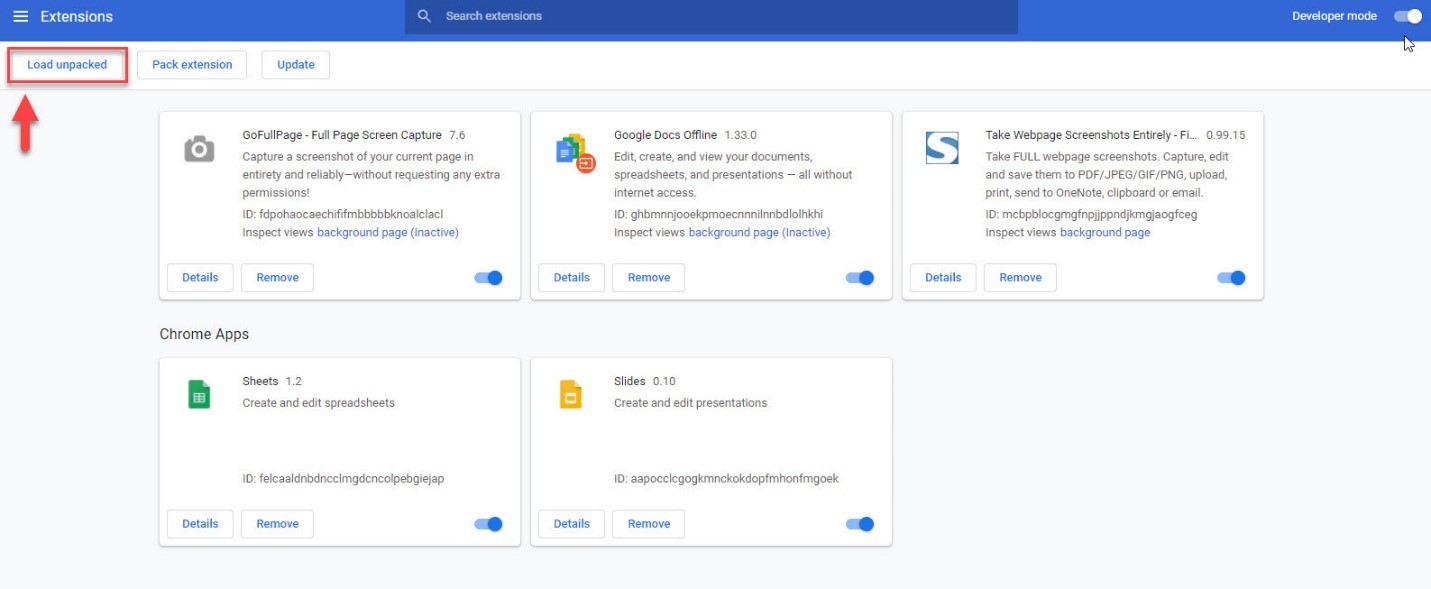 Extensions
Search extensions
Developer mode
Load unpacked
Pack extension
Update
GoFullPage - Full Page Screen Capture 7.6
Capture a screenshot of your current page in
entirety and reliably—without requesting any extra
permissions!
ID: fdpohaocaechififmbbbbbknoalclacl
Inspect views background page (Inactive)
Details
Remove
Google Docs Offline 1.33.0
Edit, create, and view your documents,
spreadsheets, and presentations — all without
internet access.
ID: ghbmnnjooekpmoecnnnilnnbdlolhkhi
Inspect views background page (Inactive)
Details
Remove
Take Webpage Screenshots Entirely - Fi... 0.99.15
Take FULL webpage screenshots. Capture, edit
and save them to PDF/JPEG/GIF/PNG, upload,
print, send to OneNote, clipboard or email.
ID: mcbpblocgmgfnpjjppndjkmgjaogfceg
Inspect views background page
Details
Remove
Chrome Apps
Sheets 1.2
Create and edit spreadsheets
ID: felcaaldnbdncclmgdcncolpebgiejap
Details
Remove
Slides 0.10
Create and edit presentations
ID: aapocclcgogkmnckokdopfmhonfmgoek
Details
Remove